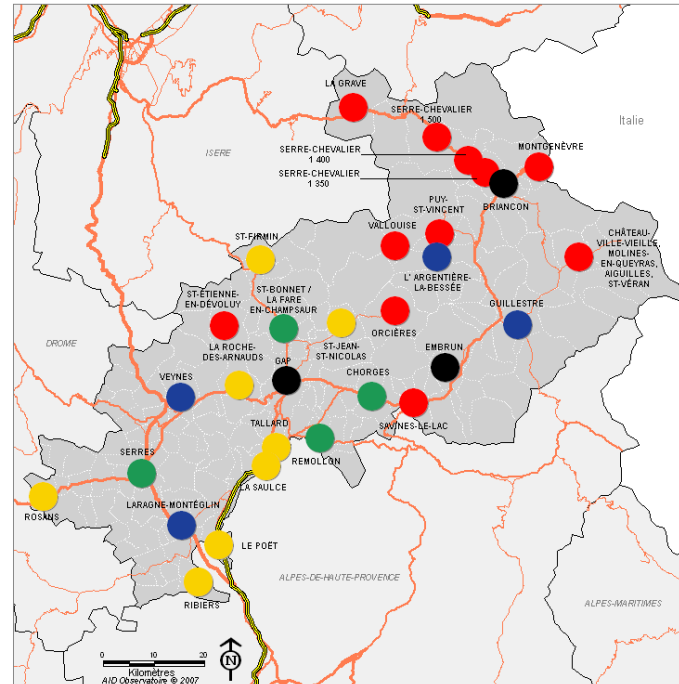 LA GRAVE
SERRE-CHEVALIER
1 500
Italie
ISERE
SERRE-CHEVALIER
1 400
MONTGENÈVRE
SERRE-CHEVALIER
1 350
BRIANCON
PUY-
ST-VINCENT
VALLOUISE
ST-FIRMIN
CHÂTEAU-
VILLE-VIEILLE,
MOLINES-
EN-QUEYRAS,
AIGUILLES,
ST-VÉRAN
L' ARGENTIÈRE-
LA-BESSÉE
ST-BONNET /
LA FARE
EN-CHAMPSAUR
ST-ÉTIENNE-
EN-DÉVOLUY
GUILLESTRE
ORCIÈRES
DROME
LA ROCHE-
DES-ARNAUDS
ST-JEAN-
ST-NICOLAS
EMBRUN
GAP
VEYNES
CHORGES
SAVINES-LE-LAC
TALLARD
SERRES
REMOLLON
LA SAULCE
ROSANS
LARAGNE-MONTÉGLIN
LE POËT
ALPES-DE-HAUTE-PROVENCE
RIBIERS
ALPES-MARITIMES
0 10 20
Kilomètres
N
AID Observatoire © 2007